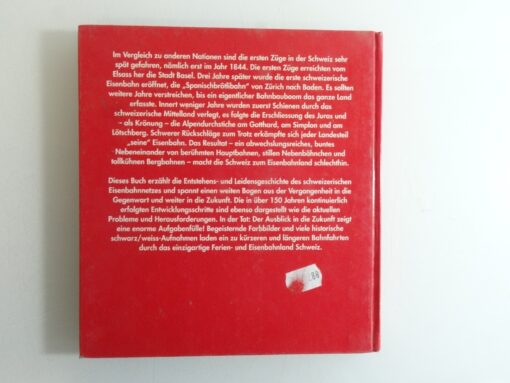 Im Vergleich zu anderen Nationen sind die ersten Züge in der Schweiz sehr
spät gefahren, nämlich erst im Jahr 1844. Die ersten Züge erreichten vom
Elsass her die Stadt Basel. Drei Jahre später wurde die erste schweizerische
Eisenbahn eröffnet, die „Spanischbrötlibahn" von Zürich nach Baden. Es sollten
weitere Jahre verstreichen, bis ein eigentlicher Bahnbauboom das ganze Land
erfasste. Innert weniger Jahre wurden zuerst Schienen durch das
schweizerische Mittelland verlegt, es folgte die Erschliessung des Juras und
– als Krönung – die Alpendurchstiche am Gotthard, am Simplon und am
Lötschberg. Schwerer Rückschläge zum Trotz erkämpfte sich jeder Landesteil
„seine" Eisenbahn. Das Resultat – ein abwechslungsreiches, buntes
Nebeneinander von berühmten Hauptbahnen, stillen Nebenbähnchen und
tollkühnen Bergbahnen – macht die Schweiz zum Eisenbahnland schlechthin.
Dieses Buch erzählt die Entstehens- und Leidensgeschichte des schweizerischen
Eisenbahnnetzes und spannt einen weiten Bogen aus der Vergangenheit in die
Gegenwart und weiter in die Zukunft. Die in über 150 Jahren kontinuierlich
erfolgten Entwicklungsschritte sind ebenso dargestellt wie die aktuellen
Probleme und Herausforderungen. In der Tat: Der Ausblick in die Zukunft zeigt
eine enorme Aufgabenfülle! Begeisternde Farbbilder und viele historische
schwarz/weiss-Aufnahmen laden ein zu kürzeren und längeren Bahnfahrten
durch das einzigartige Ferien- und Eisenbahnland Schweiz.